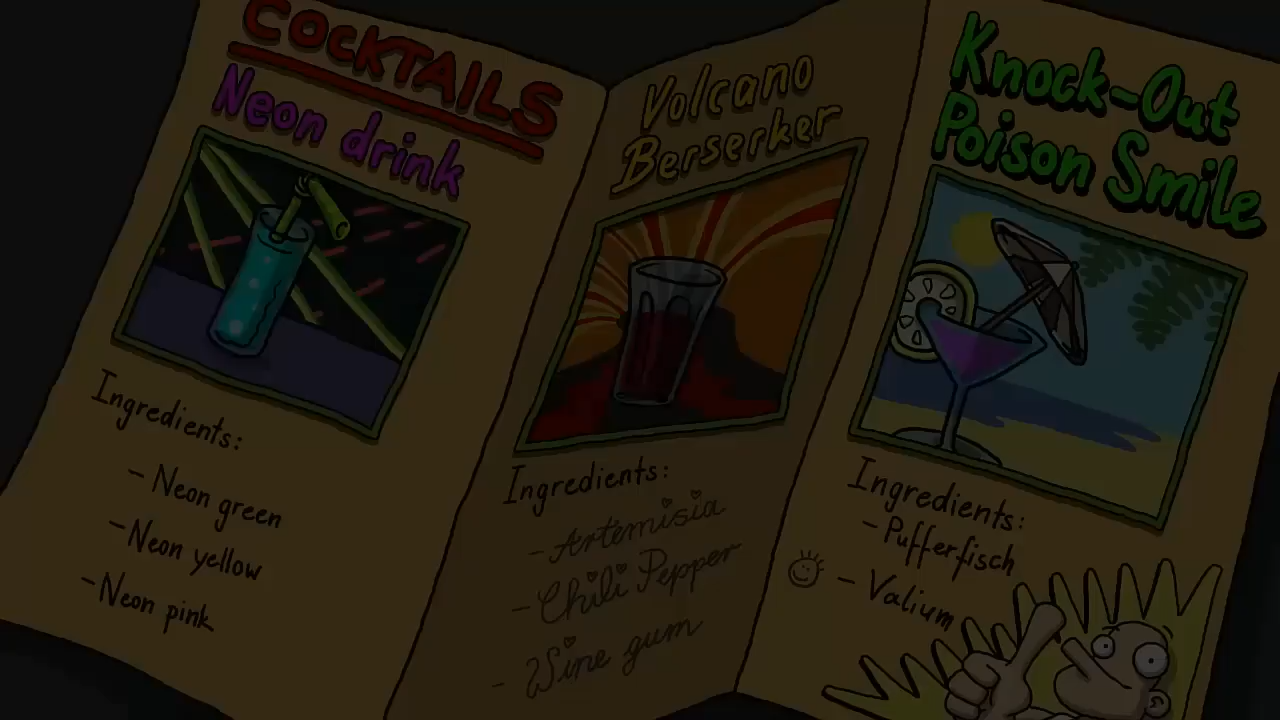 COCKTAILS
Neon drink
Ingredients:
- Neon green
- Neon yellow
- Neon pink
Volcano
Berserker
Ingredients:
- Artemisia
- Chili Pepper
- Wine gum
Knock-Out
Poison Smile
Ingredients:
- Pufferfisch
- Valium